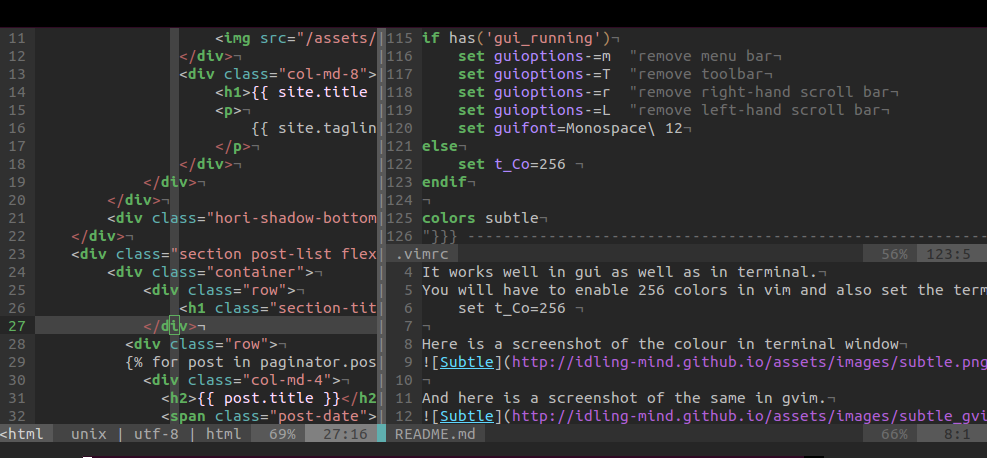 11 <img src="/assets/
12 </div>¬
13 <div class="col-md-8">
14 <h1>{{ site.title
15 <p>¬
16 {{ site.taglin
17 </p>¬
18 </div>¬
19 </div>¬
20 </div>¬
21 <div class="hori-shadow-bottom
22 </div>¬
23 <div class="section post-list flex
24 <div class="container">¬
25 <div class="row">¬
26 <h1 class="section-tit
27 </div>¬
28 <div class="row">¬
29 {% for post in paginator.pos
30 <div class="col-md-4">¬
31 <h2>{{ post.title }}</h2
32 <span class="post-date">
<html unix | utf-8 | html 69% 27:16
115 if has('gui_running')¬
116 set guioptions-=m "remove menu bar¬
117 set guioptions-=T "remove toolbar¬
118 set guioptions-=r "remove right-hand scroll bar¬
119 set guioptions-=L "remove left-hand scroll bar¬
120 set guifont=Monospace\ 12¬
121 else¬
122 set t_Co=256 ¬
123 endif¬
124 ¬
125 colors subtle¬
126 "}}} ----------------------------------------------------------
.vimrc 56% 123:5
4 It works well in gui as well as in terminal.¬
5 You will have to enable 256 colors in vim and also set the term
6 set t_Co=256 ¬
7 ¬
8 Here is a screenshot of the colour in terminal window¬
9 ![Subtle](http://idling-mind.github.io/assets/images/subtle.png
10 ¬
11 And here is a screenshot of the same in gvim.¬
12 ![Subtle](http://idling-mind.github.io/assets/images/subtle_gvi
README.md 66% 8:1